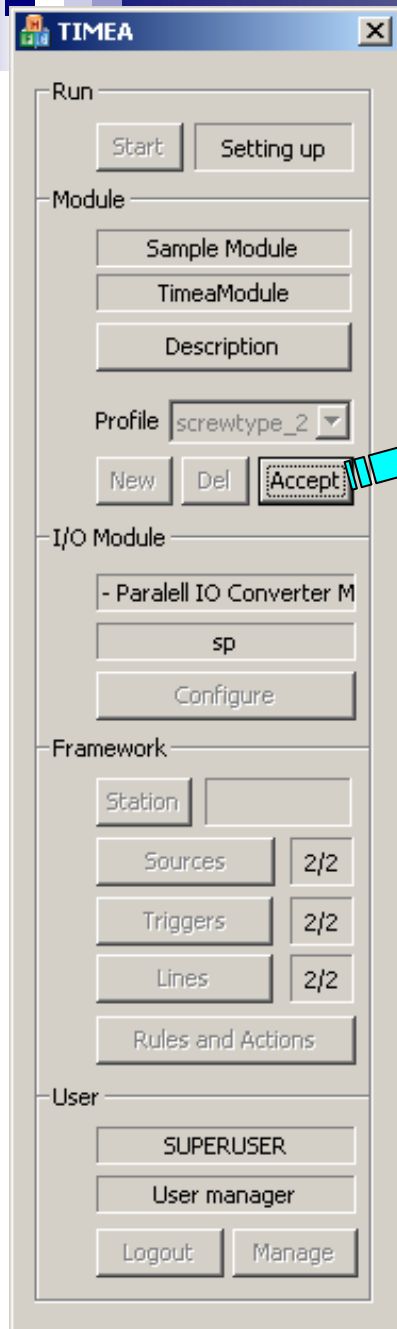 TIMEA
Run
Start Setting up
Module
Sample Module
TimeaModule
Description
Profile screwtype_2
New Del Accept
I/O Module
- Paralell IO Converter M
sp
Configure
Framework
Station
Sources 2/2
Triggers 2/2
Lines 2/2
Rules and Actions
User
SUPERUSER
User manager
Logout Manage